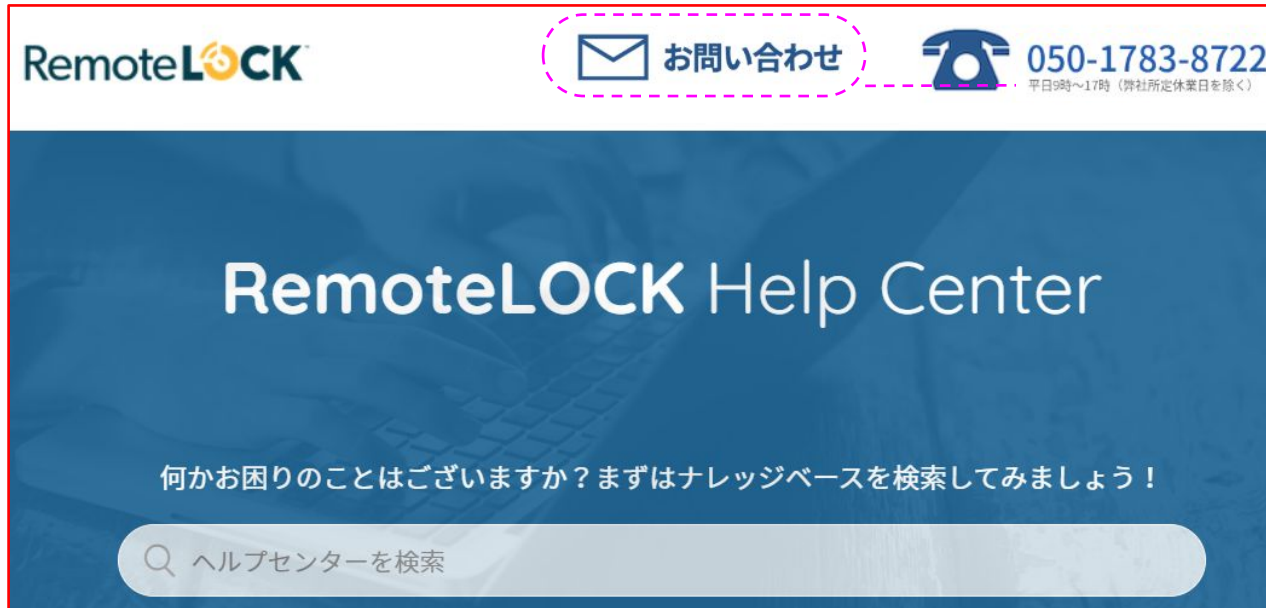 RemoteLOCK
お問い合わせ
050-1783-8722
平日9時～17時（弊社所定休業日を除く）
RemoteLOCK Help Center
何かお困りのことはございますか？まずはナレッジベースを検索してみましょう！
ヘルプセンターを検索